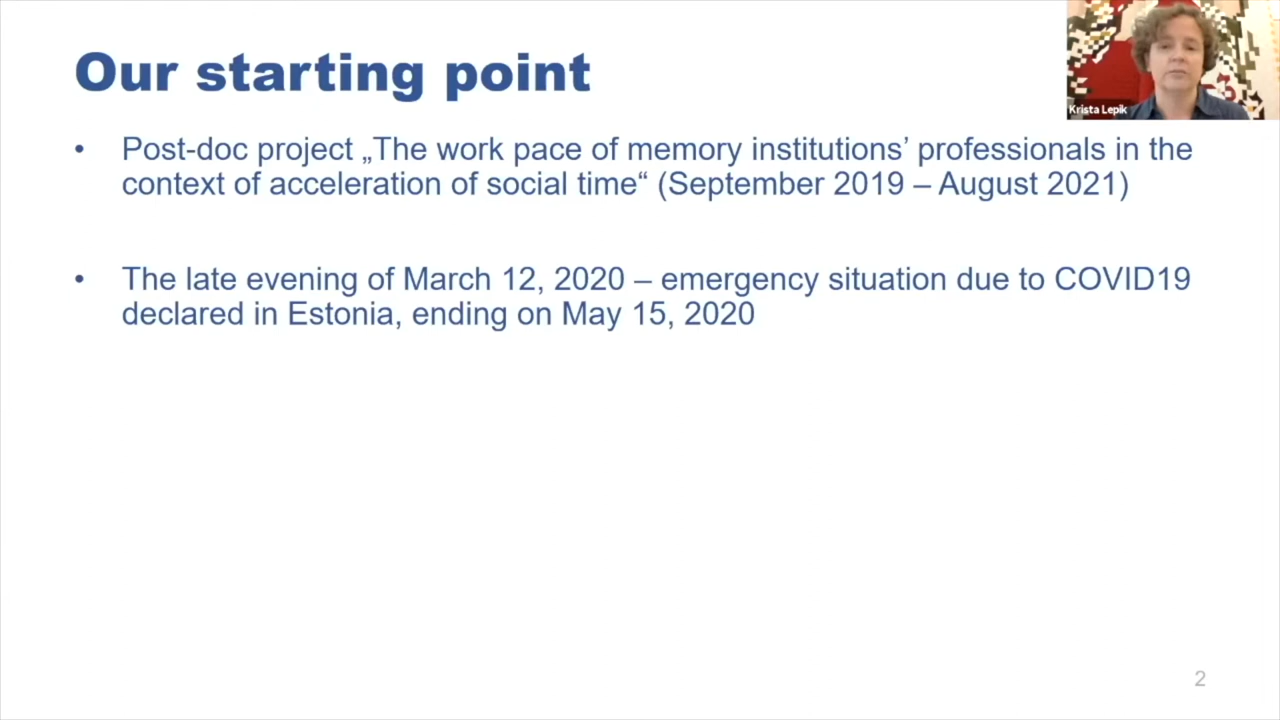 Our starting point
Krista Lepik
• Post-doc project „The work pace of memory institutions’ professionals in the
context of acceleration of social time“ (September 2019 – August 2021)
• The late evening of March 12, 2020 – emergency situation due to COVID19
declared in Estonia, ending on May 15, 2020
2